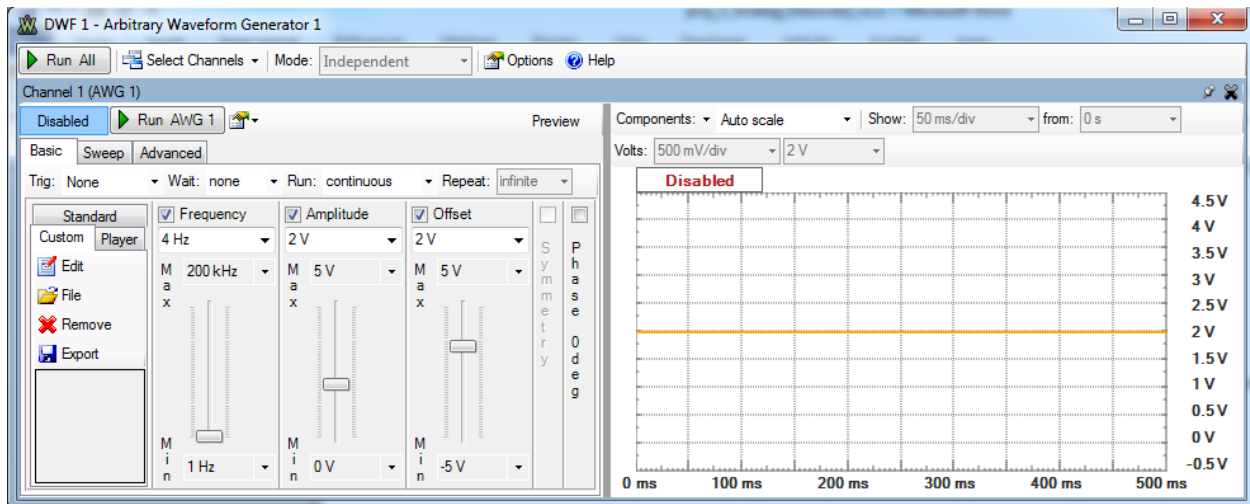 DWF 1 - Arbitrary Waveform Generator 1
Run All Select Channels Mode: Independent Options Help
Channel 1 (AWG 1)
Disabled Run AWG 1 Preview
Basic Sweep Advanced
Trig: None Wait: none Run: continuous Repeat: infinite
Standard
Custom Player
Edit
File
Remove
Export
Frequency
4 Hz
Max 200 kHz
Min 1 Hz
Amplitude
2 V
Max 5 V
Min 0 V
Offset
2 V
Max 5 V
Min -5 V
Symmetry
Phase 0deg
Components: Auto scale Show: 50 ms/div from: 0 s
Volts: 500 mV/div 2 V
Disabled
4.5 V
4 V
3.5 V
3 V
2.5 V
2 V
1.5 V
1 V
0.5 V
0 V
-0.5 V
0 ms 100 ms 200 ms 300 ms 400 ms 500 ms